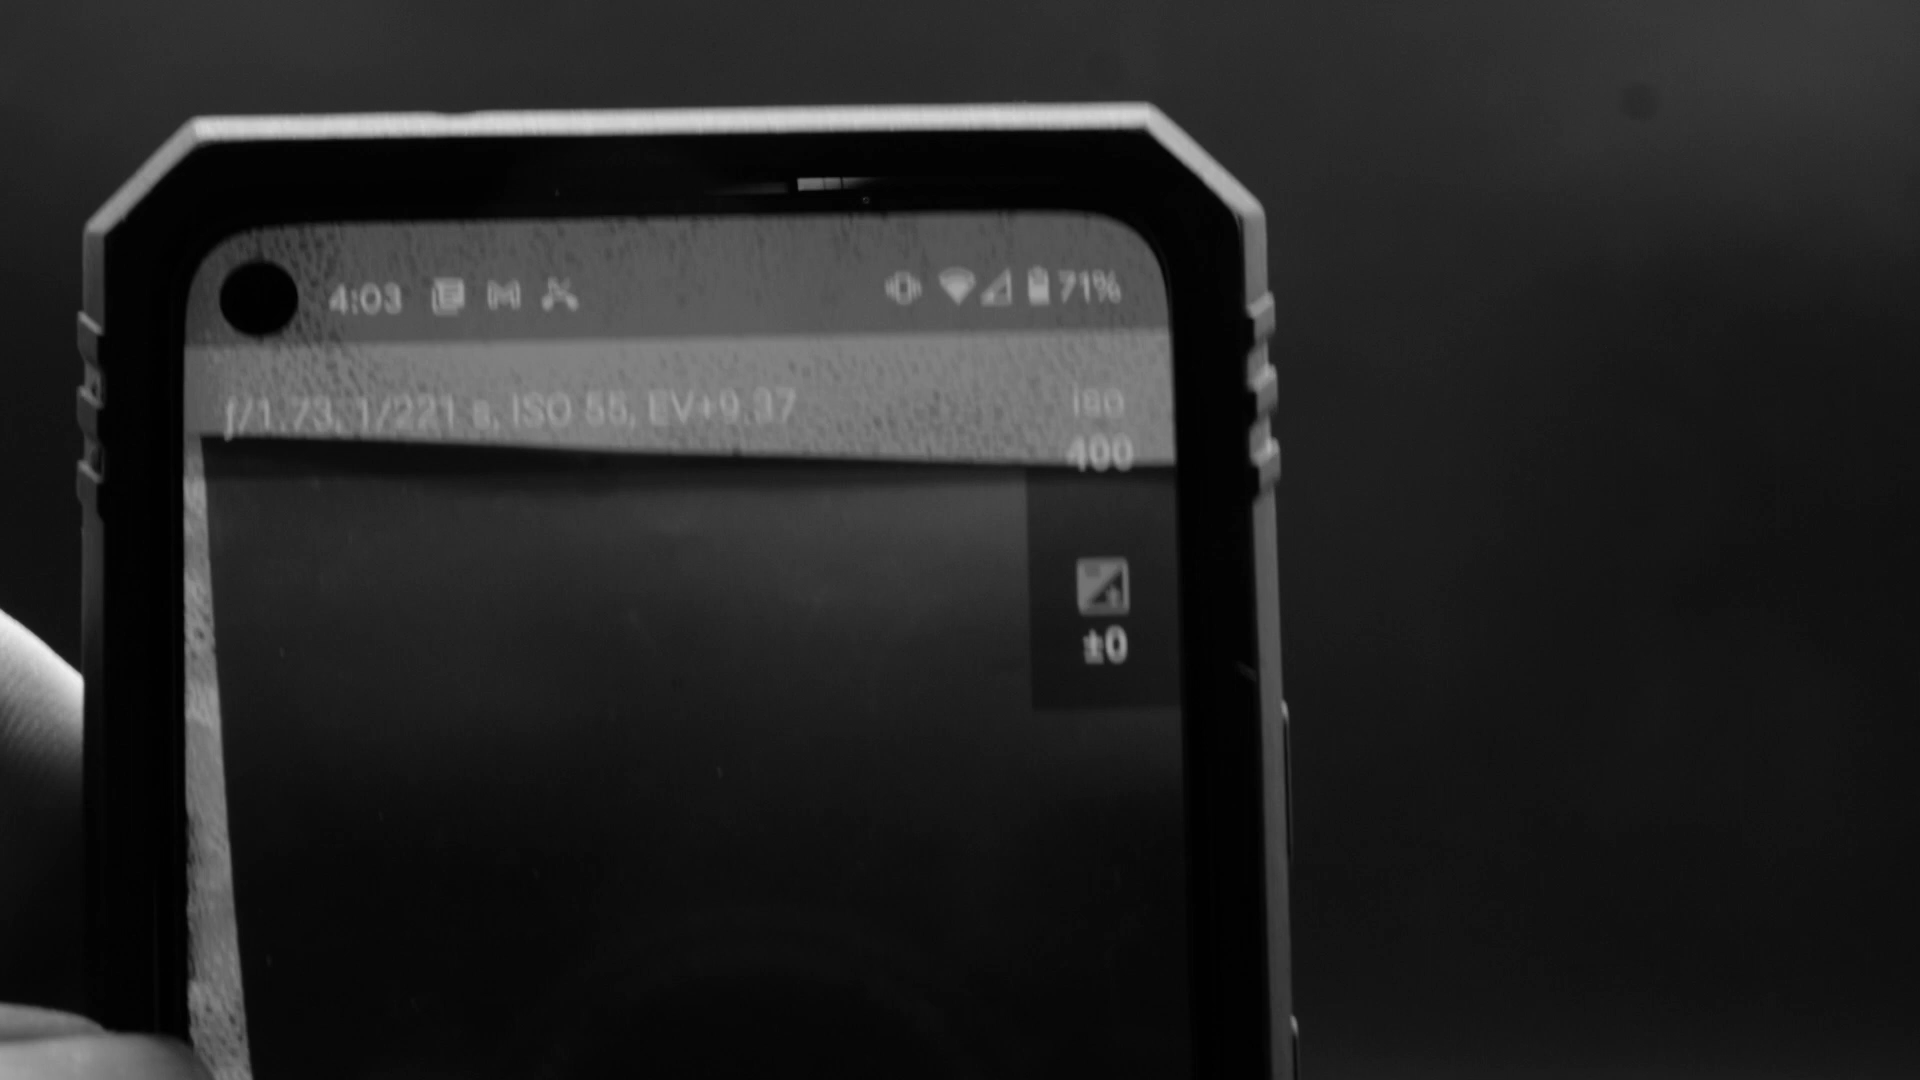 4:03 71%
f/1.73, 1/221 s, ISO 55, EV+9.37
iso
400
±0